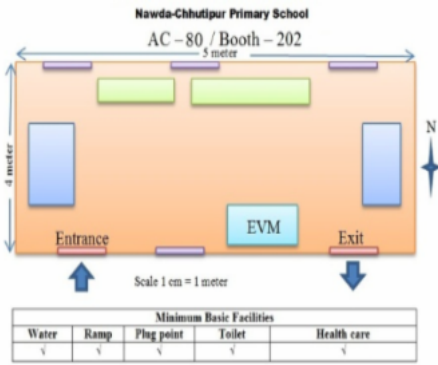 Nawda-Chhutipur Primary School
AC – 80 / Booth – 202
5 meter
4 meter
N
EVM
Entrance
Exit
Scale 1 cm = 1 meter
Minimum Basic Facilities
Water Ramp Plug point Toilet Health care
√ √ √ √ √